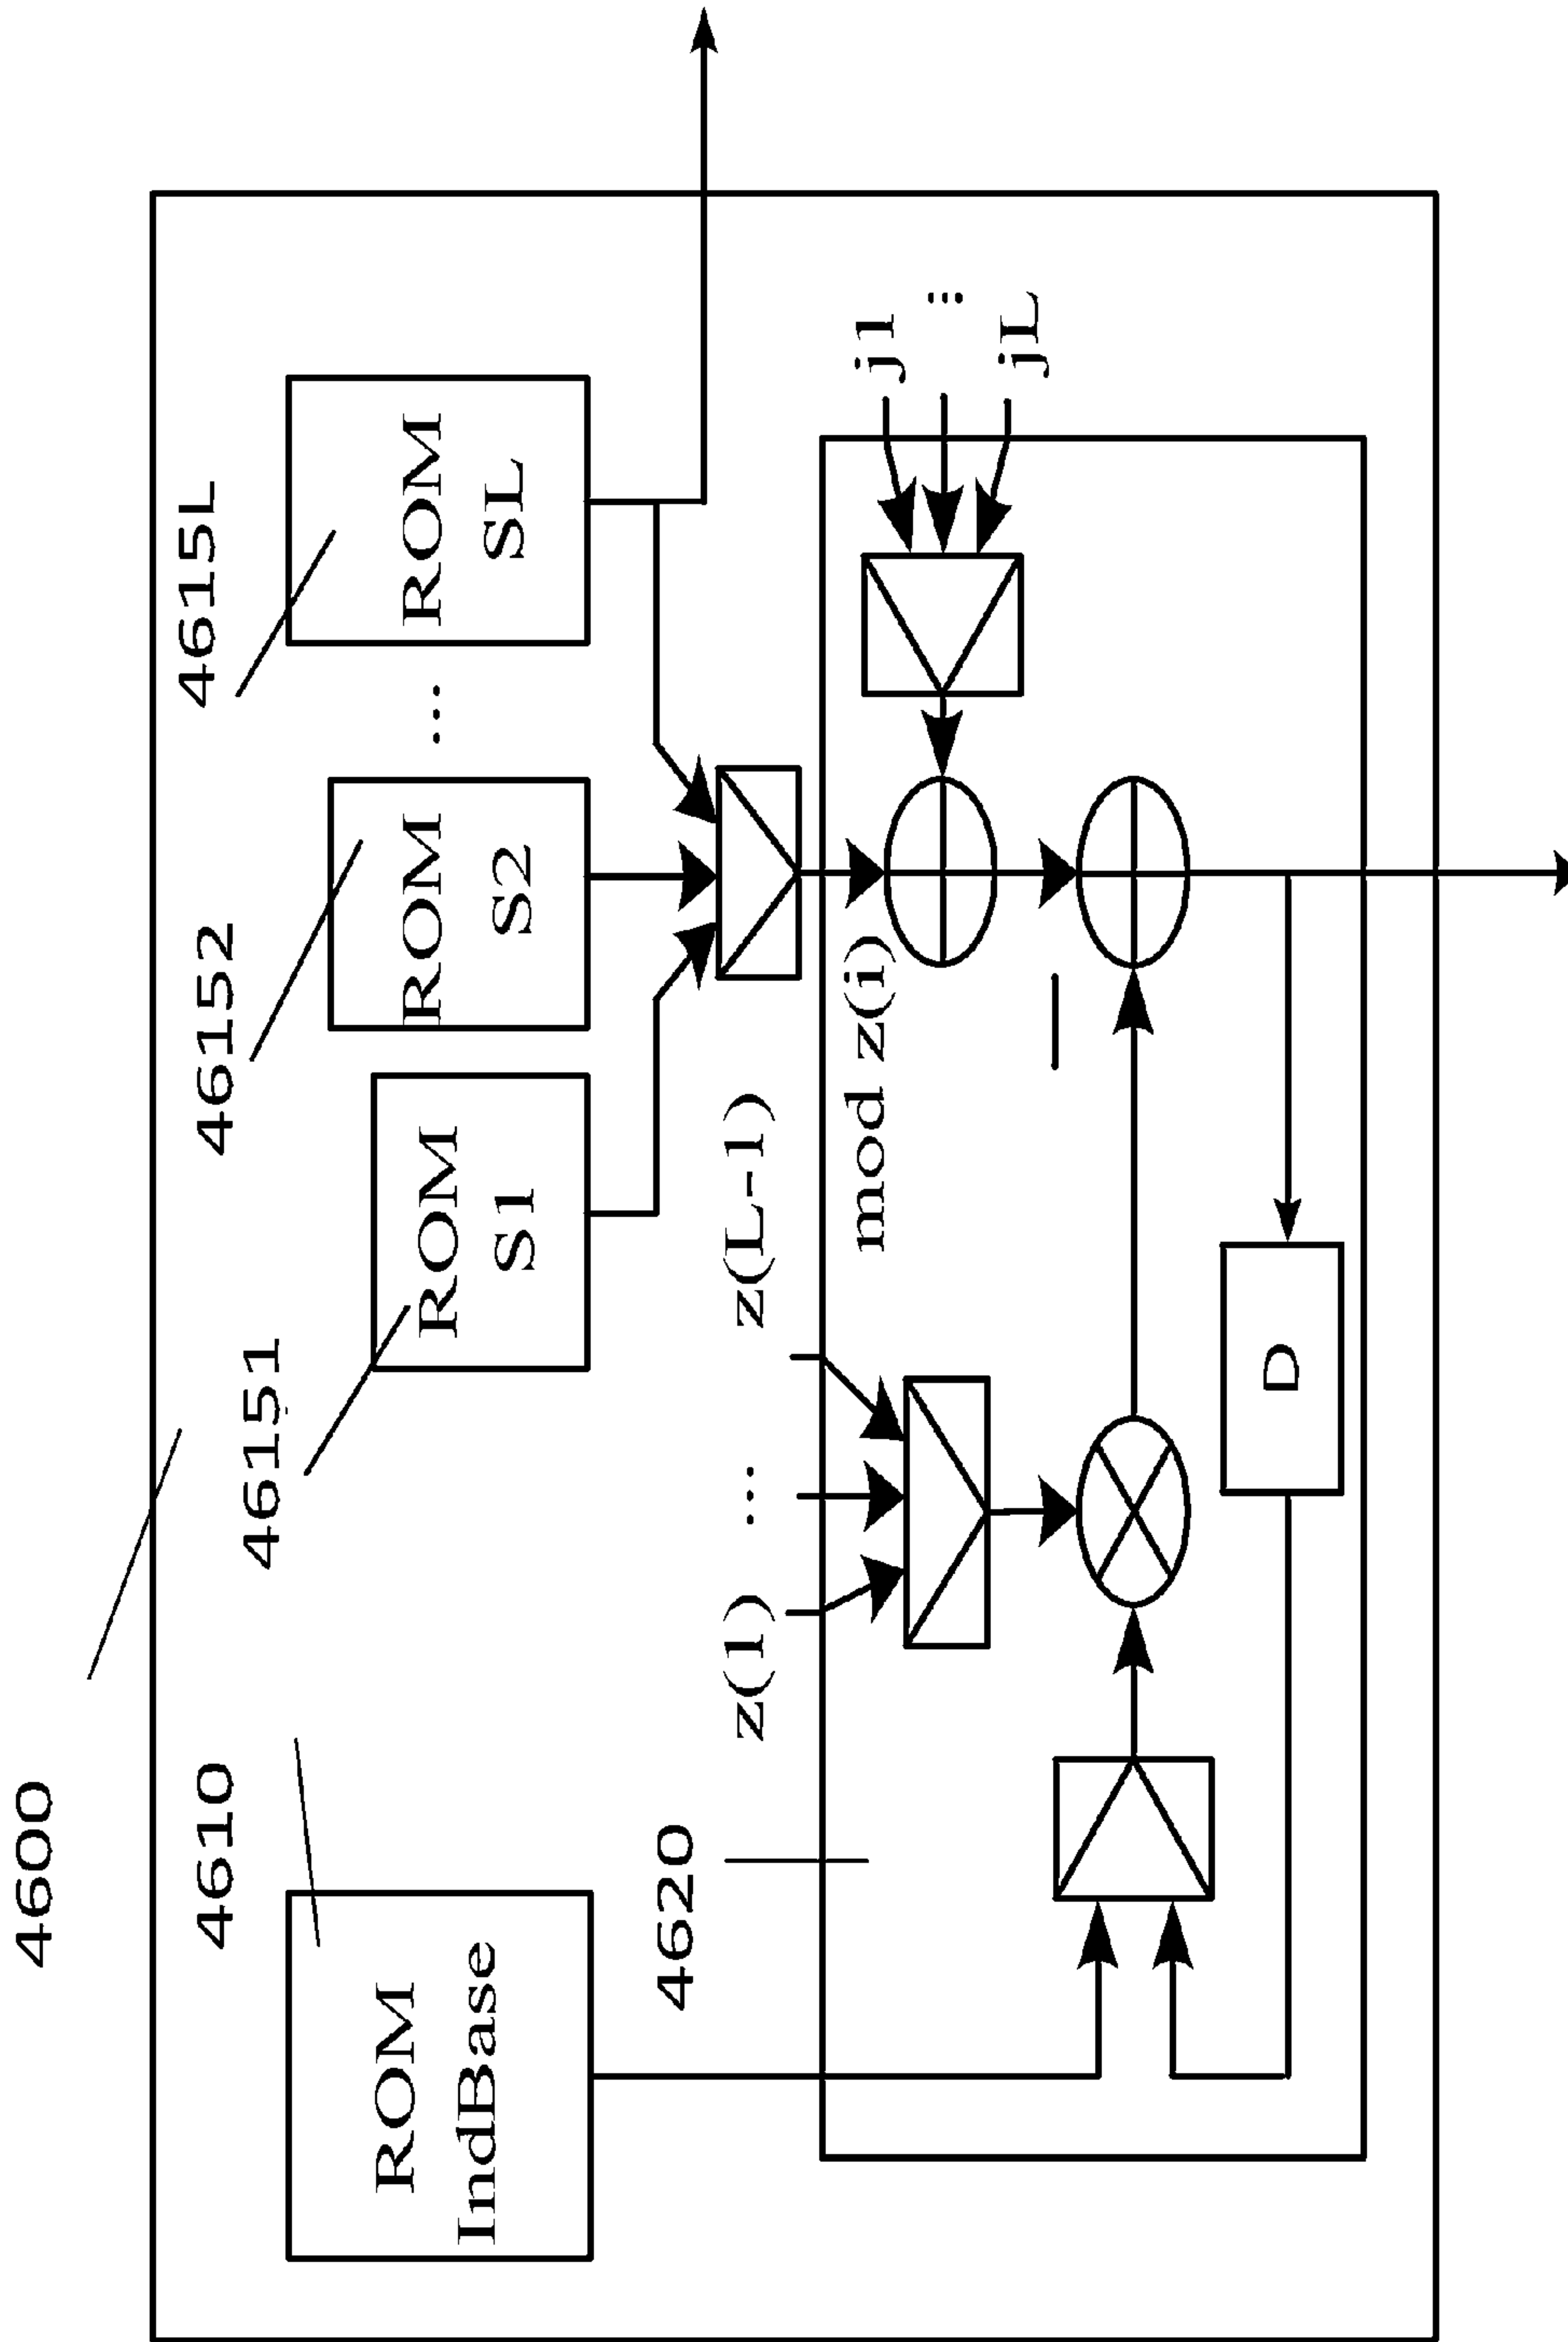 4600
4610
ROM
IndBase
46151
ROM
S1
46152
ROM
S2
...
4615L
ROM
SL
4620
z(1)
...
z(L-1)
mod z(i)
j1
...
jL
D